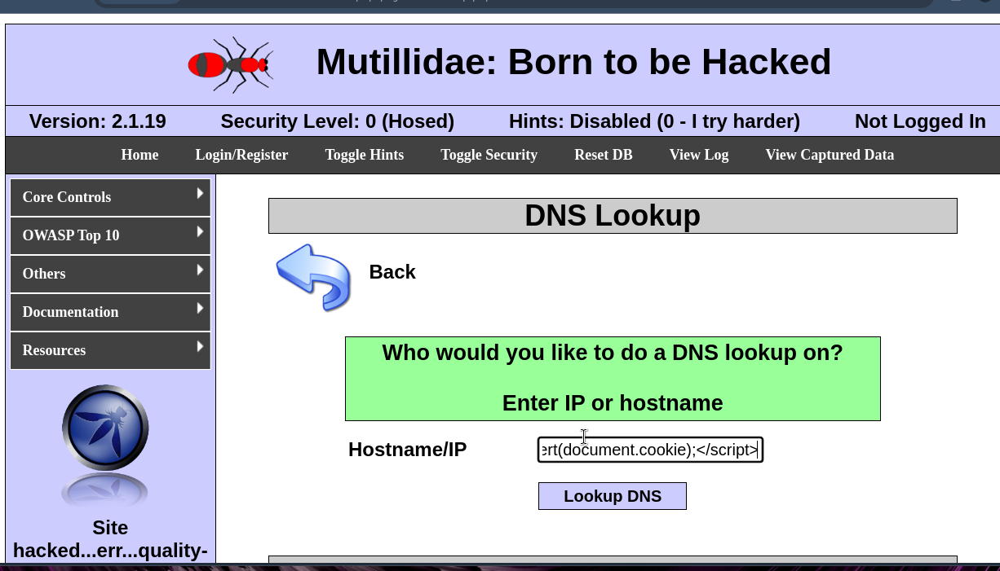 Mutillidae: Born to be Hacked
Version: 2.1.19 Security Level: 0 (Hosed) Hints: Disabled (0 - I try harder) Not Logged In
Home Login/Register Toggle Hints Toggle Security Reset DB View Log View Captured Data
Core Controls
OWASP Top 10
Others
Documentation
Resources
Site
hacked...err...quality-
DNS Lookup
Back
Who would you like to do a DNS lookup on?
Enter IP or hostname
Hostname/IP ert(document.cookie);</script>
Lookup DNS